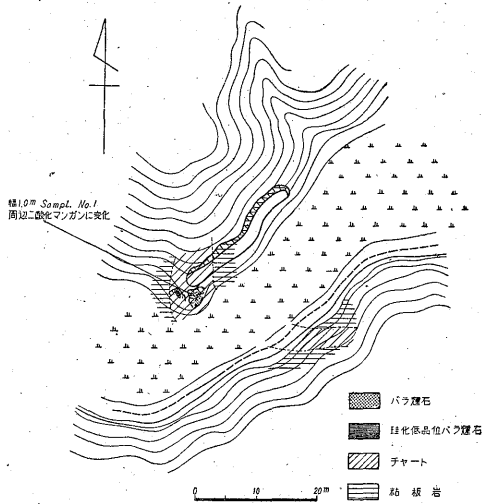 幅1,0m Sampl. No.1
周辺二酸化マンガンに変化
バラ輝石
珪化低品位バラ輝石
チャート
粘板岩
0 10 20m